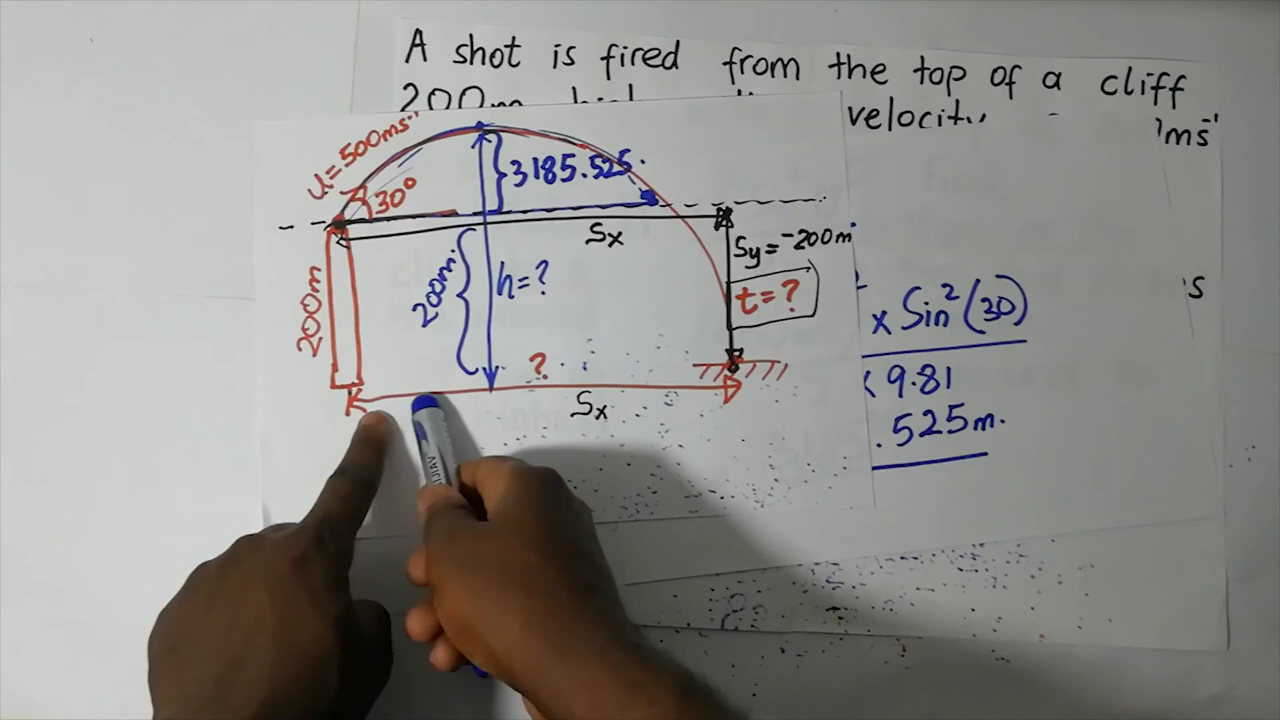 A shot is fired from the top of a cliff
200m velocity
ms⁻¹
u=500ms⁻¹
30°
3185.525.
Sx
Sy=-200m
200m
200m.
h=?
t=?
?
Sx
x Sin²(30)
9.81
.525m.
s